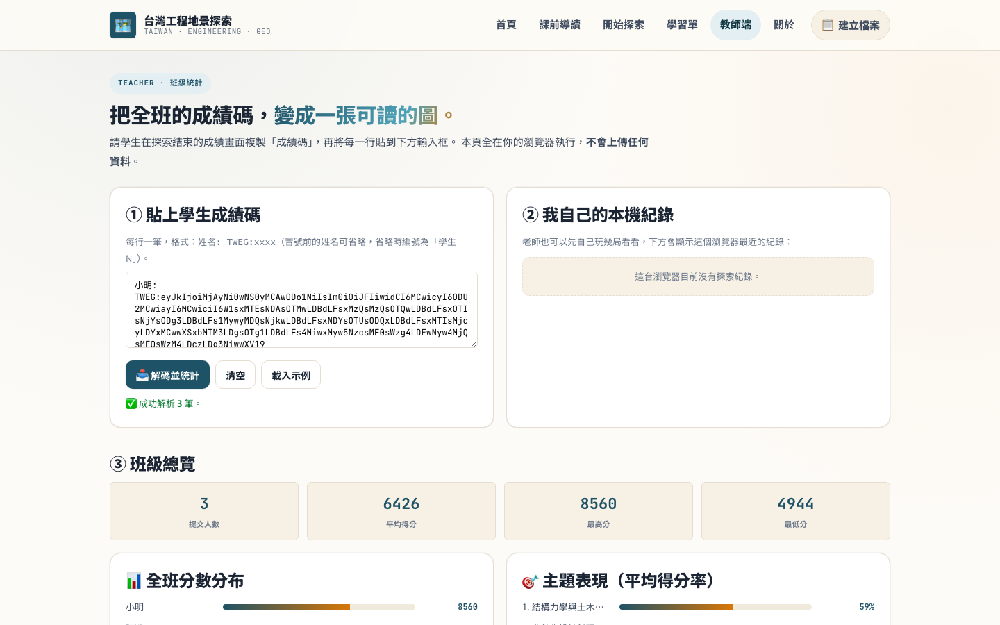 台灣工程地景探索
TAIWAN · ENGINEERING · GEO
首頁
課前導讀
開始探索
學習單
教師端
關於
📋 建立檔案
TEACHER · 班級統計
把全班的成績碼，變成一張可讀的圖。
請學生在探索結束的成績畫面複製「成績碼」，再將每一行貼到下方輸入框。 本頁全在你的瀏覽器執行，不會上傳任何
資料。
① 貼上學生成績碼
每行一筆，格式：姓名: TWEG:xxxx（冒號前的姓名可省略，省略時編號為「學生
N」）。
小明:
TWEG:eyJkIjoiMjAyNi0wNS0yMCAwODo1NiIsIm0iOiJFIiwidCI6MCwicyI6ODU
2MCwiayI6MCwiciI6W1sxMTEsNDAsOTMwLDBdLFsxMzQsMzQsOTQwLDBdLFsxOTI
sNjYsODg3LDBdLFs1MywyMDQsNjkwLDBdLFsxNDYsOTUsODQxLDBdLFsxMTIsMjc
yLDYxMCwwXSxbMTM3LDgsOTg1LDBdLFs4MiwxMyw5NzcsMF0sWzg4LDEwNyw4MjQ
sMF0sWzM4LDczLDg3NiwwXV19
📥 解碼並統計
清空
載入示例
✅ 成功解析 3 筆。
② 我自己的本機紀錄
老師也可以先自己玩幾局看看，下方會顯示這個瀏覽器最近的紀錄：
這台瀏覽器目前沒有探索紀錄。
③ 班級總覽
3
提交人數
6426
平均得分
8560
最高分
4944
最低分
📊 全班分數分布
小明
8560
🎯 主題表現（平均得分率）
1. 結構力學與土木⋯
59%